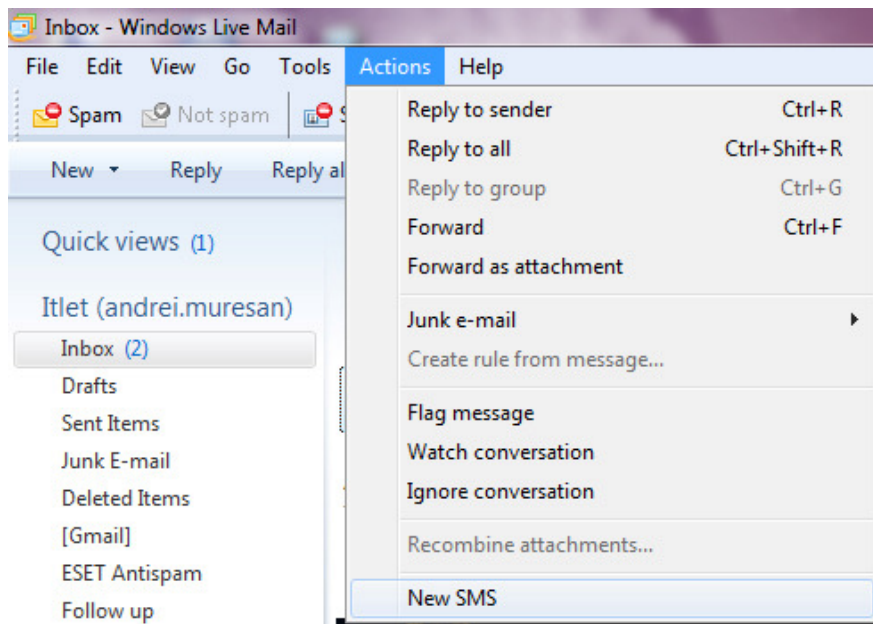 Inbox - Windows Live Mail
File Edit View Go Tools Actions Help
Spam Not spam
New Reply Reply al
Reply to sender Ctrl+R
Reply to all Ctrl+Shift+R
Reply to group Ctrl+G
Forward Ctrl+F
Forward as attachment
Junk e-mail
Create rule from message...
Flag message
Watch conversation
Ignore conversation
Recombine attachments...
New SMS
Quick views (1)
Itlet (andrei.muresan)
Inbox (2)
Drafts
Sent Items
Junk E-mail
Deleted Items
[Gmail]
ESET Antispam
Follow up